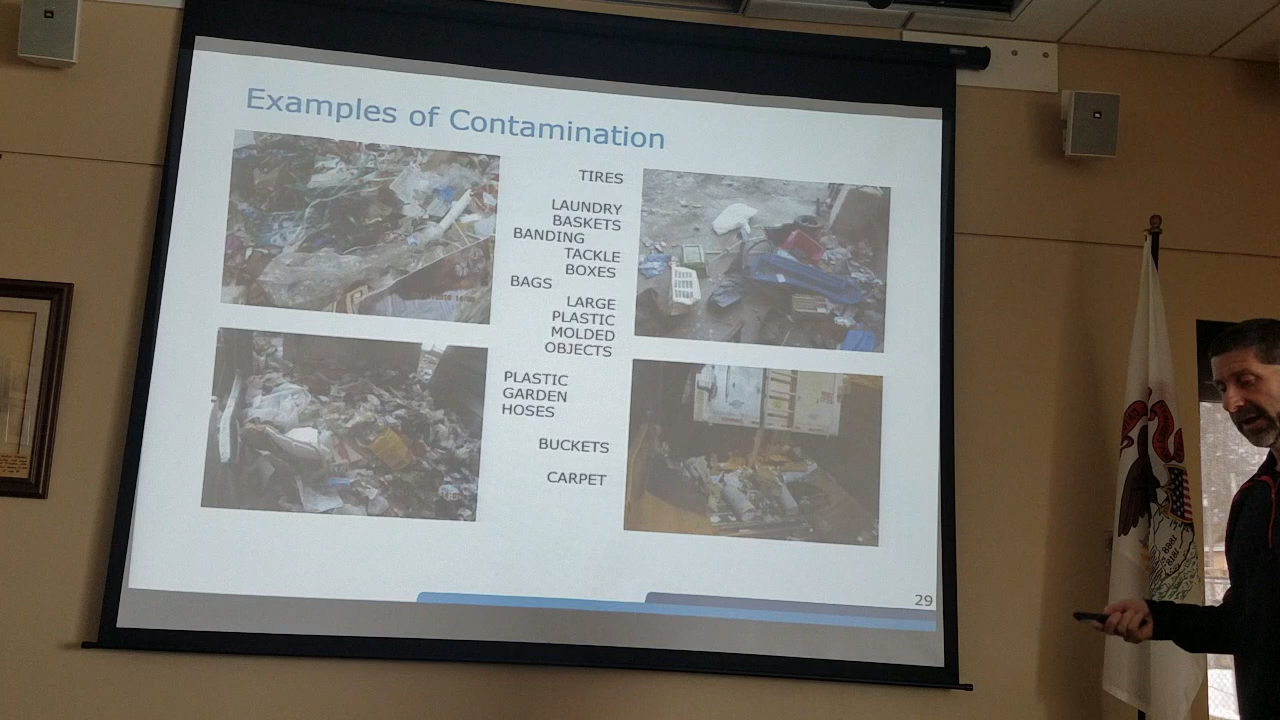 Examples of Contamination
TIRES
LAUNDRY
BASKETS
BANDING
TACKLE
BOXES
BAGS
LARGE
PLASTIC
MOLDED
OBJECTS
PLASTIC
GARDEN
HOSES
BUCKETS
CARPET
29